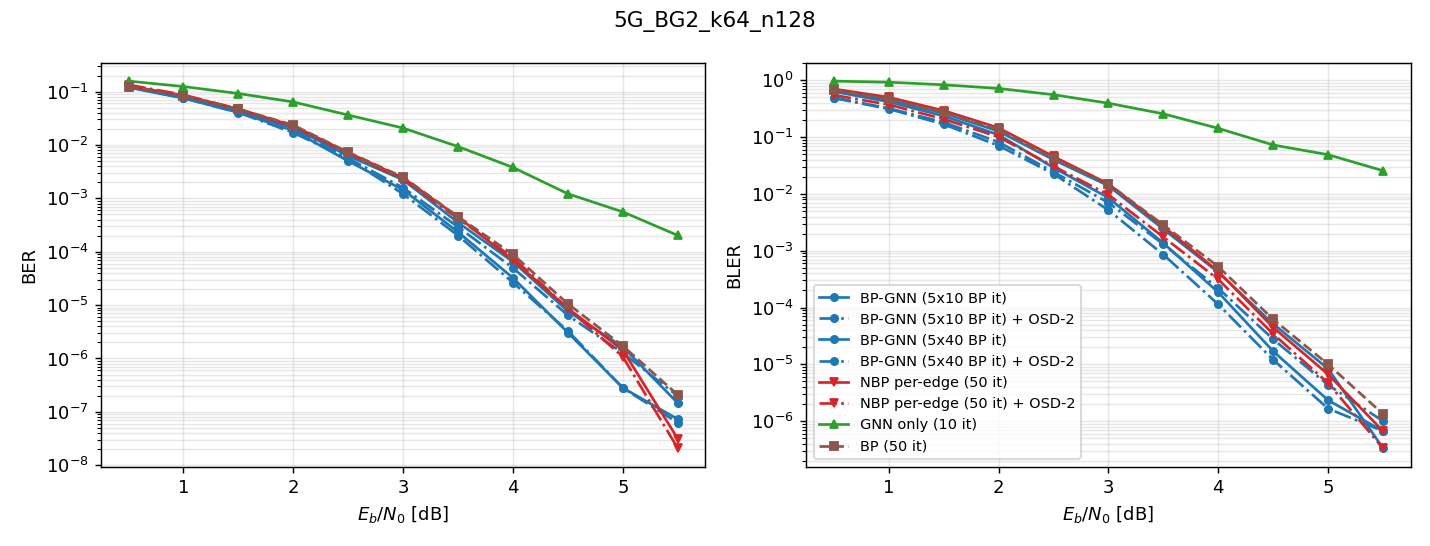 5G_BG2_k64_n128
10⁻¹
10⁻²
10⁻³
10⁻⁴
10⁻⁵
10⁻⁶
10⁻⁷
10⁻⁸
BER
1 2 3 4 5
E_b/N_0 [dB]
10⁰
10⁻¹
10⁻²
10⁻³
10⁻⁴
10⁻⁵
10⁻⁶
BLER
BP-GNN (5x10 BP it)
BP-GNN (5x10 BP it) + OSD-2
BP-GNN (5x40 BP it)
BP-GNN (5x40 BP it) + OSD-2
NBP per-edge (50 it)
NBP per-edge (50 it) + OSD-2
GNN only (10 it)
BP (50 it)
1 2 3 4 5
E_b/N_0 [dB]